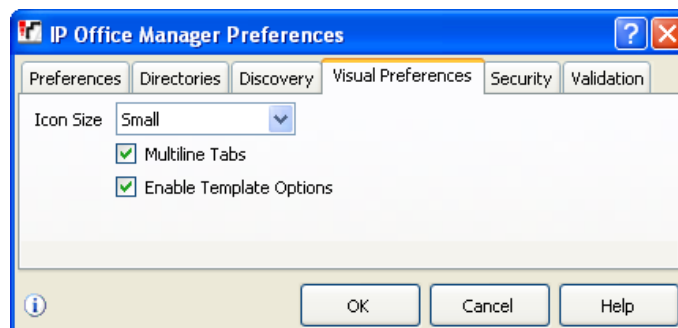 IP Office Manager Preferences
Preferences Directories Discovery Visual Preferences Security Validation
Icon Size Small
Multiline Tabs
Enable Template Options
OK Cancel Help